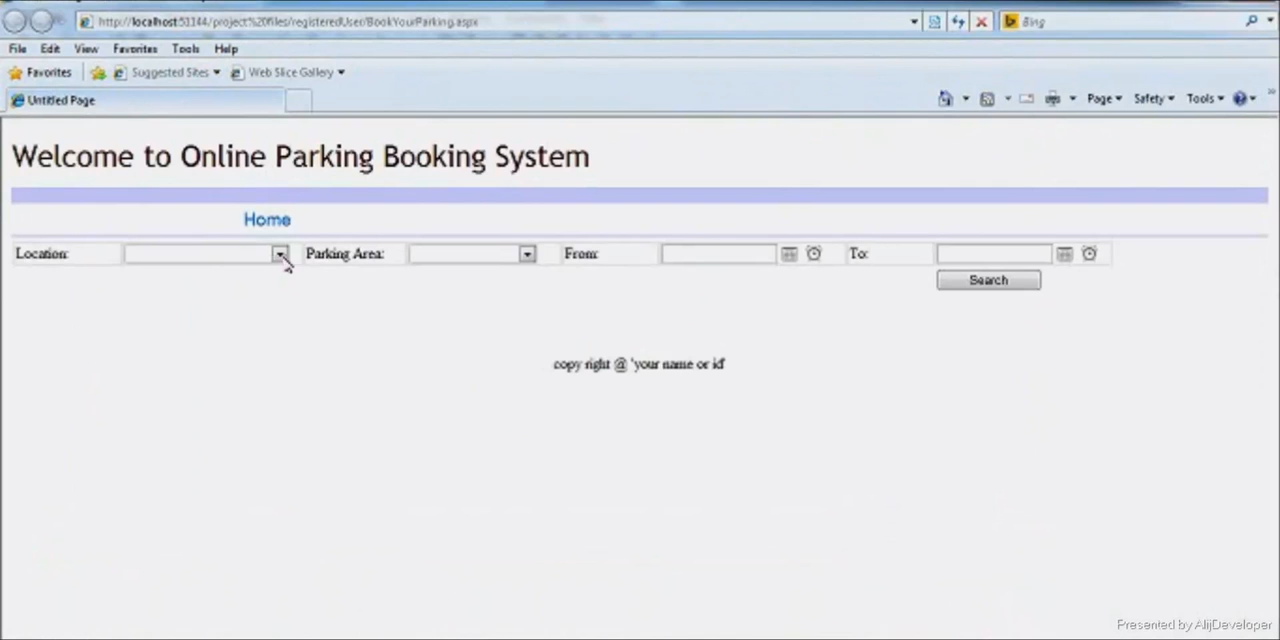 http://localhost:53144/project%20files/registeredUser/BookYourParking.aspx
Bing
File Edit View Favorites Tools Help
Favorites Suggested Sites Web Slice Gallery
Untitled Page Page Safety Tools
Welcome to Online Parking Booking System
Home
Location: Parking Area: From: To:
Search
copy right @ 'your name or id'
Presented by AlijDeveloper